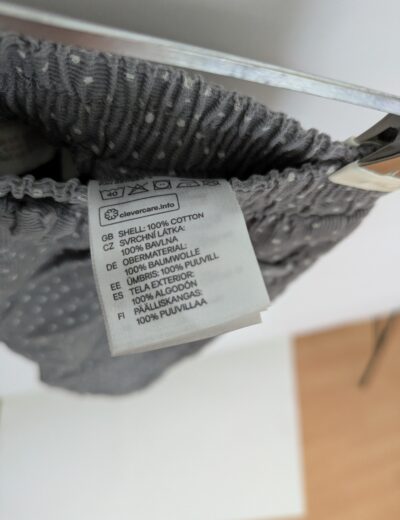 40
clevercare.info
GB SHELL: 100% COTTON
CZ SVRCHNÍ LÁTKA:
100% BAVLNA
DE OBERMATERIAL:
100% BAUMWOLLE
EE ÜMBRIS: 100% PUUVILL
ES TELA EXTERIOR:
100% ALGODÓN
FI PÄÄLLISKANGAS:
100% PUUVILLAA